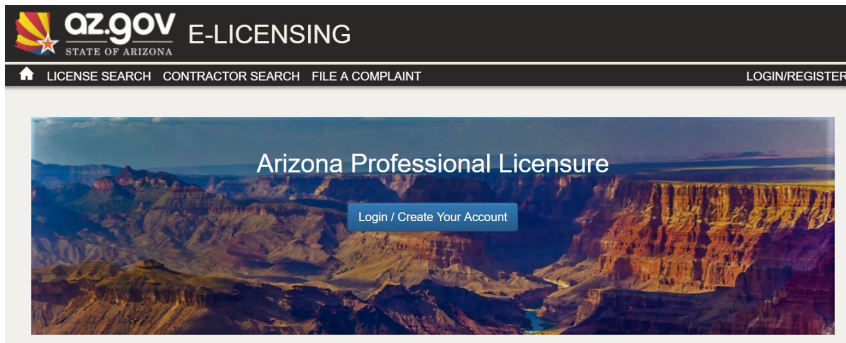 az.gov
STATE OF ARIZONA
E-LICENSING
LICENSE SEARCH CONTRACTOR SEARCH FILE A COMPLAINT LOGIN/REGISTER
Arizona Professional Licensure
Login / Create Your Account